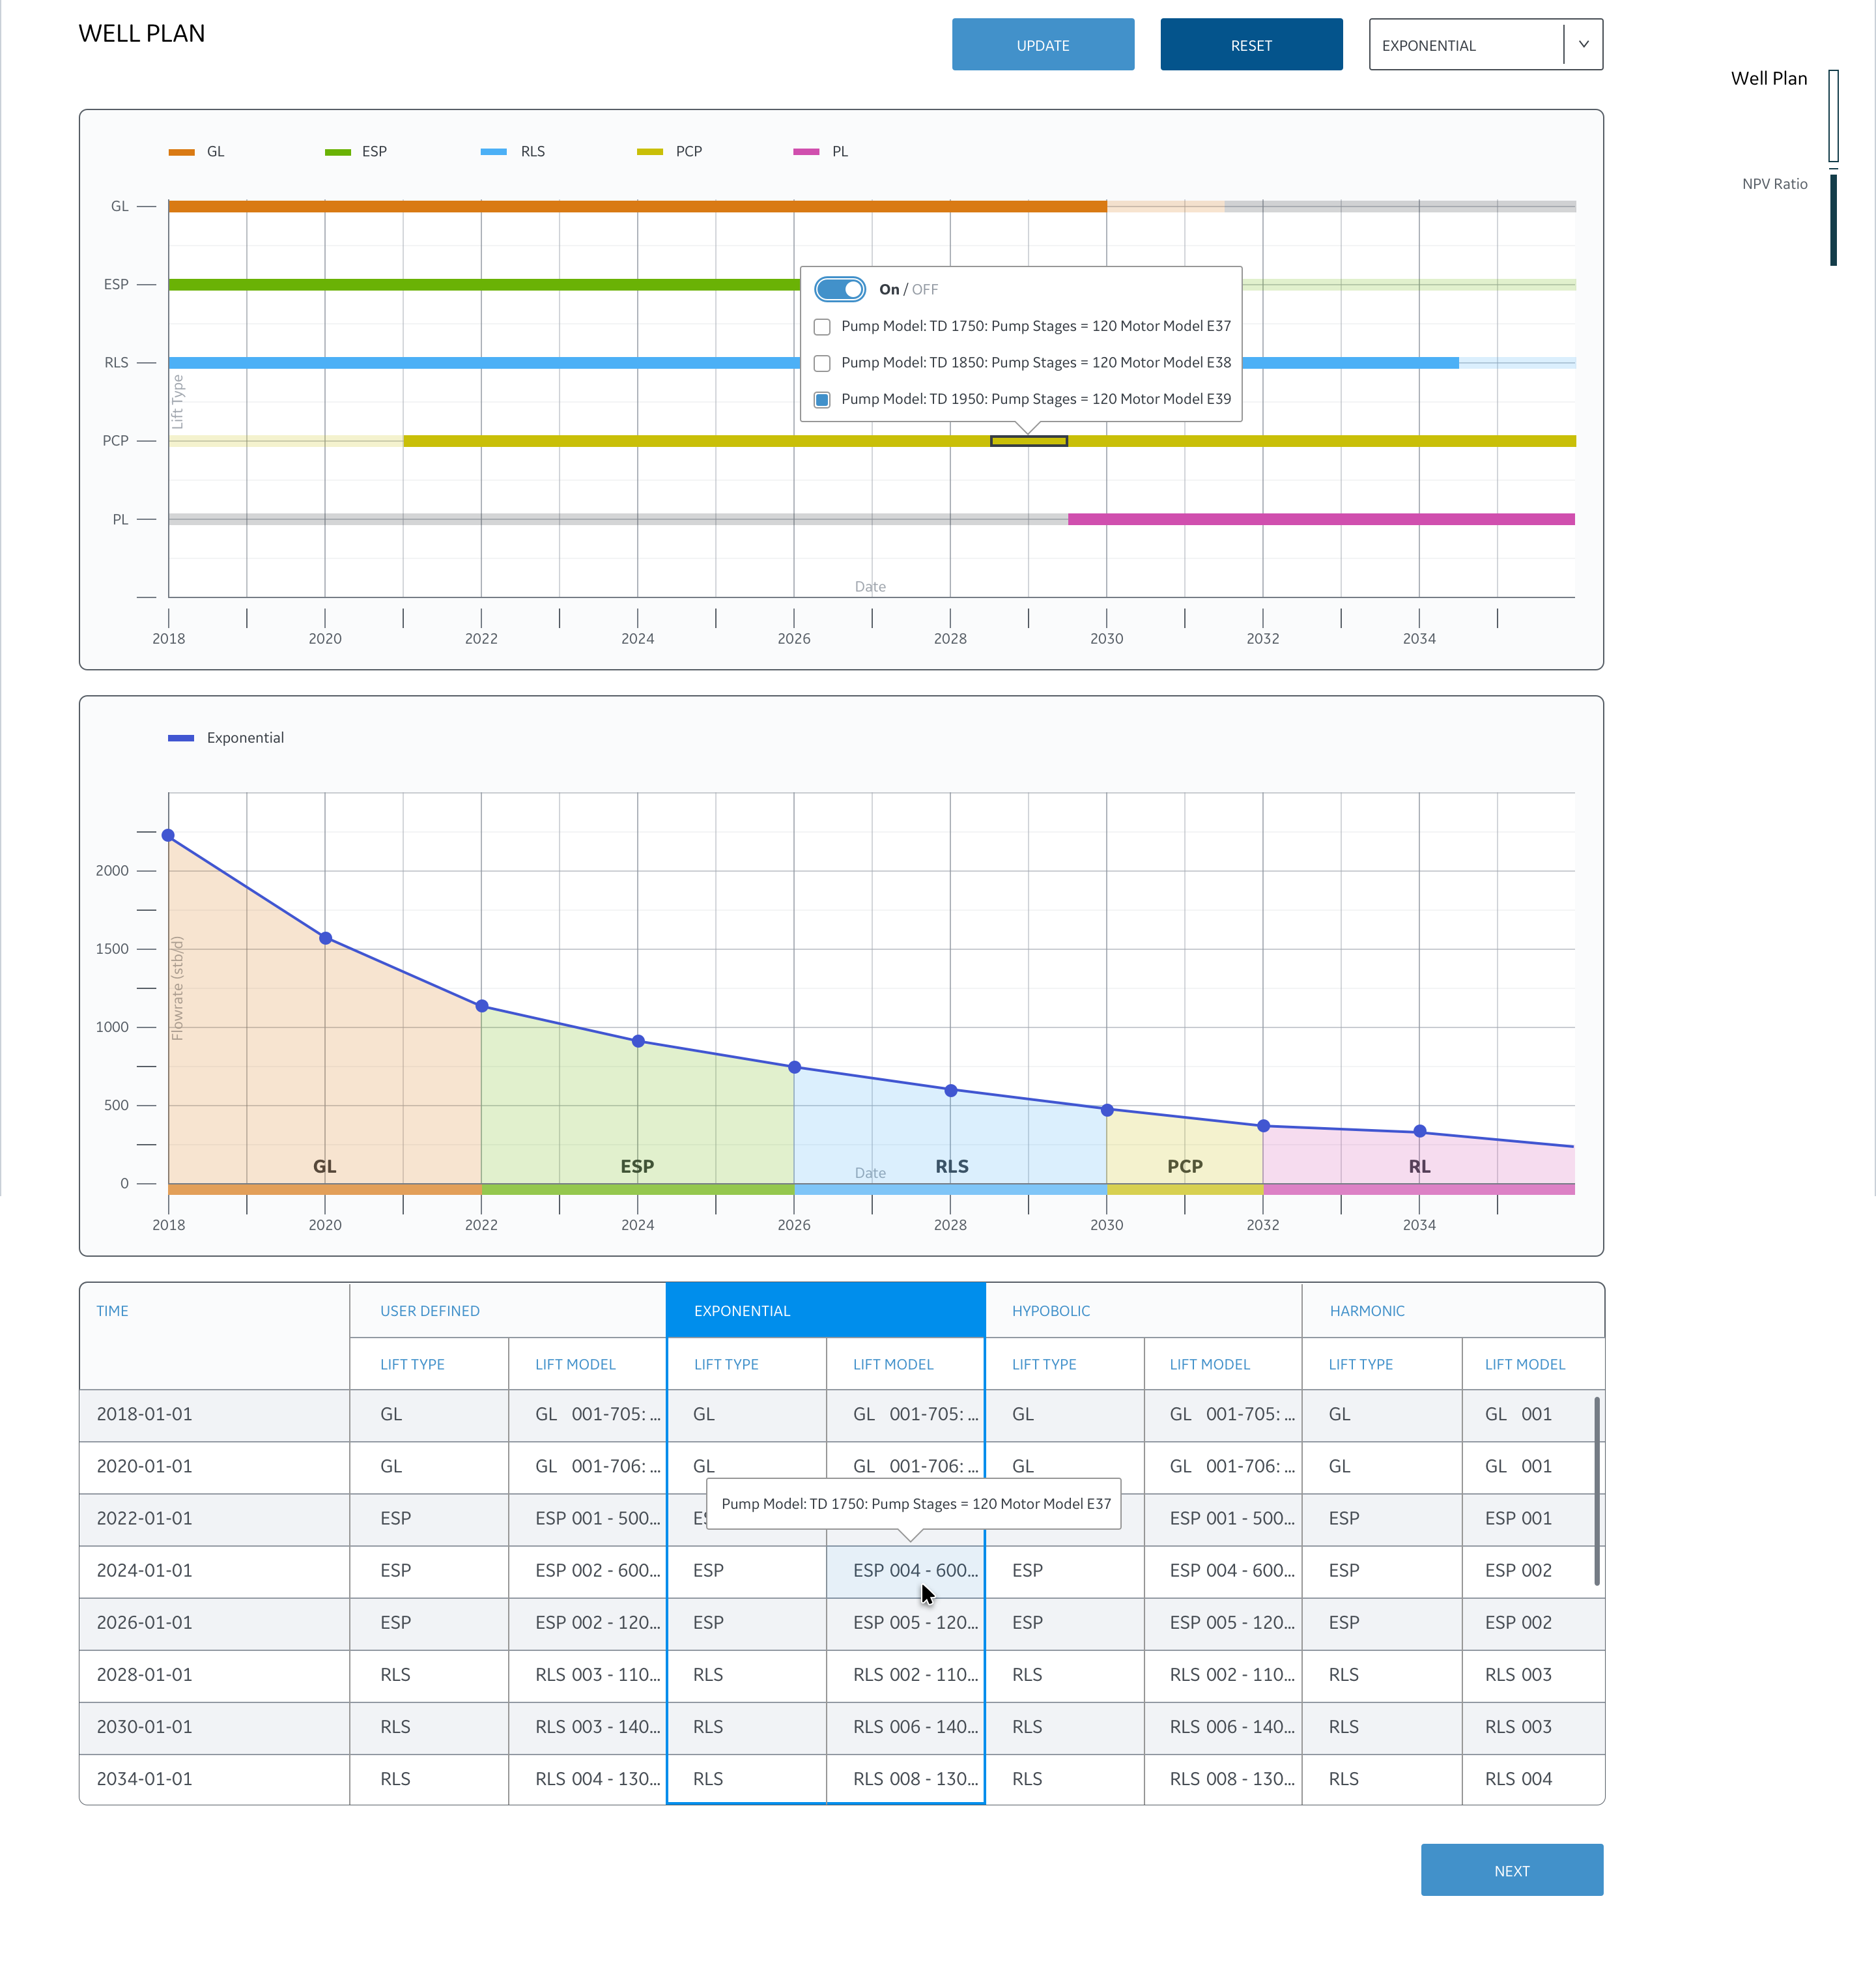 WELL PLAN
UPDATE
RESET
EXPONENTIAL
Well Plan
NPV Ratio
GL
ESP
RLS
PCP
PL
GL
ESP
RLS
PCP
PL
Lift Type
On / OFF
Pump Model: TD 1750: Pump Stages = 120 Motor Model E37
Pump Model: TD 1850: Pump Stages = 120 Motor Model E38
Pump Model: TD 1950: Pump Stages = 120 Motor Model E39
Date
2018 2020 2022 2024 2026 2028 2030 2032 2034
Exponential
2000
1500
1000
500
0
Flowrate (stb/d)
GL ESP RLS PCP RL
Date
2018 2020 2022 2024 2026 2028 2030 2032 2034
TIME USER DEFINED EXPONENTIAL HYPOBOLIC HARMONIC
LIFT TYPE LIFT MODEL LIFT TYPE LIFT MODEL LIFT TYPE LIFT MODEL LIFT TYPE LIFT MODEL
2018-01-01 GL GL 001-705: ... GL GL 001-705: ... GL GL 001-705: ... GL GL 001
2020-01-01 GL GL 001-706: ... GL GL 001-706: ... GL GL 001-706: ... GL GL 001
Pump Model: TD 1750: Pump Stages = 120 Motor Model E37
2022-01-01 ESP ESP 001 - 500... ESP 001 - 500... ESP ESP 001
2024-01-01 ESP ESP 002 - 600... ESP ESP 004 - 600... ESP ESP 004 - 600... ESP ESP 002
2026-01-01 ESP ESP 002 - 120... ESP ESP 005 - 120... ESP ESP 005 - 120... ESP ESP 002
2028-01-01 RLS RLS 003 - 110... RLS RLS 002 - 110... RLS RLS 002 - 110... RLS RLS 003
2030-01-01 RLS RLS 003 - 140... RLS RLS 006 - 140... RLS RLS 006 - 140... RLS RLS 003
2034-01-01 RLS RLS 004 - 130... RLS RLS 008 - 130... RLS RLS 008 - 130... RLS RLS 004
NEXT